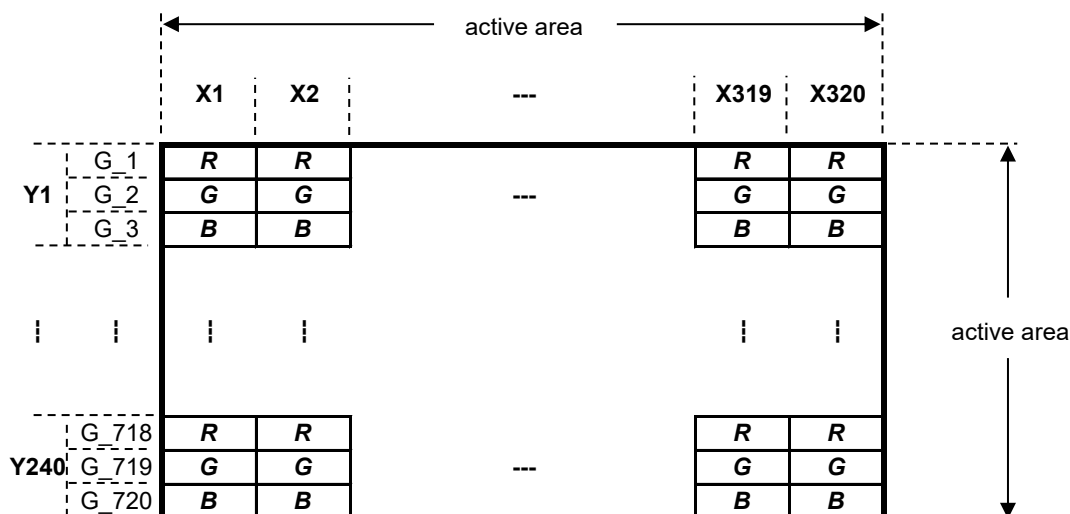 active area
X1 X2 --- X319 X320
G_1 R R R R
Y1 G_2 G G --- G G
G_3 B B B B
active area
G_718 R R R R
Y240 G_719 G G --- G G
G_720 B B B B